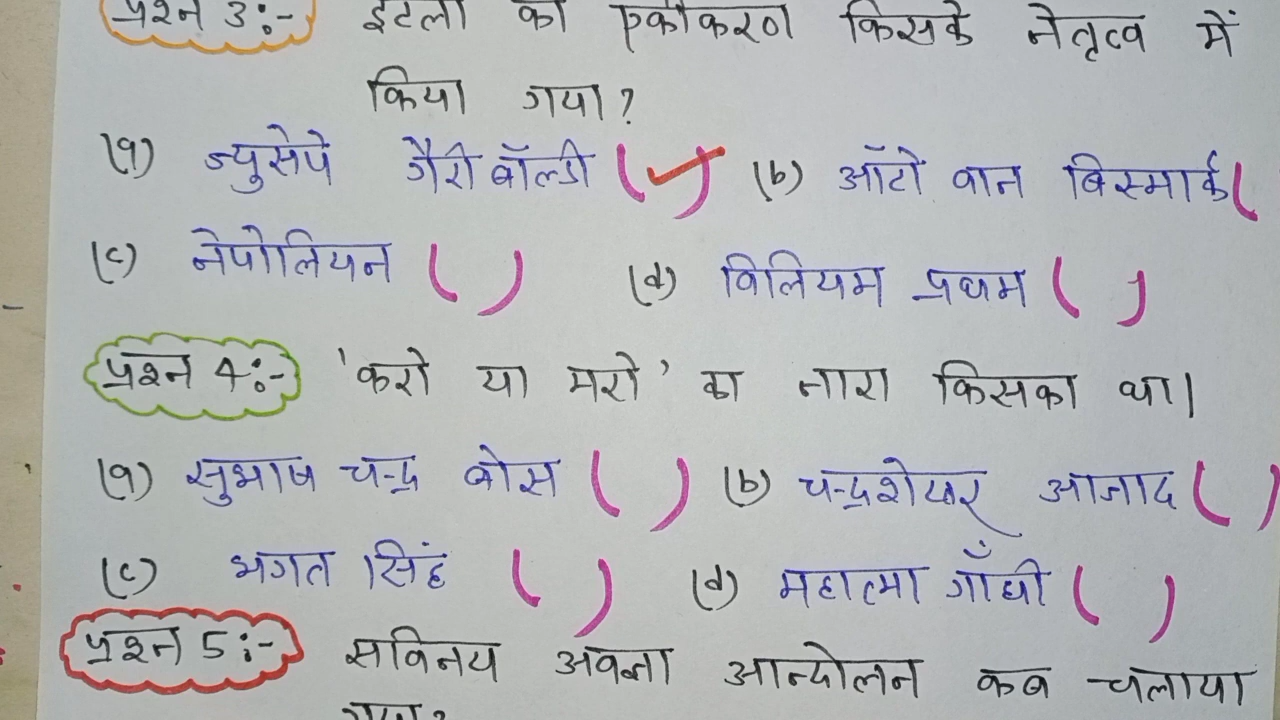 प्रश्न 3:- इटली का एकीकरण किसके नेतृत्व में
किया गया?
(a) ज्युसेपे गैरीबॉल्डी (✓) (b) ऑटो वान बिस्मार्क (
(c) नेपोलियन ( ) (d) विलियम प्रथम ( )
प्रश्न 4:- 'करो या मरो' का नारा किसका था।
(a) सुभाष चन्द्र बोस ( ) (b) चन्द्रशेखर आजाद ( )
(c) भगत सिंह ( ) (d) महात्मा गाँधी ( )
प्रश्न 5:- सविनय अवज्ञा आन्दोलन कब चलाया
गया?